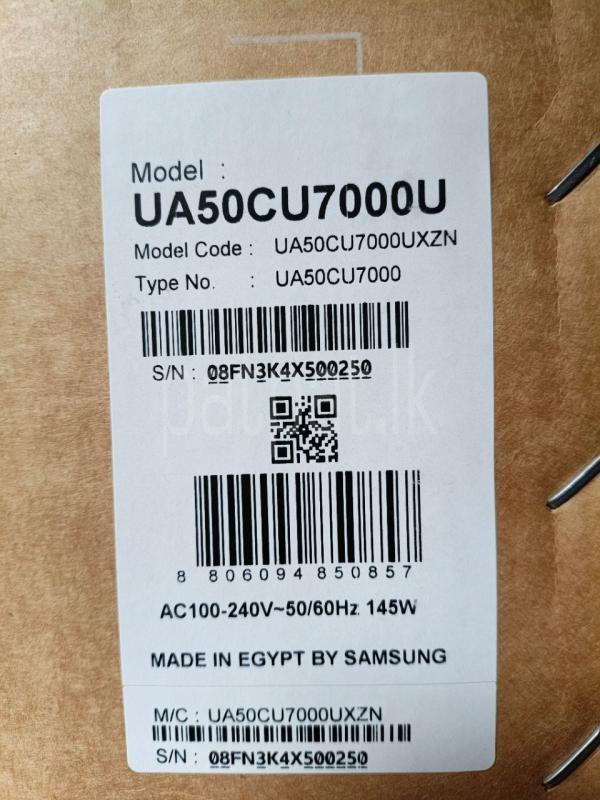 Model :
UA50CU7000U
Model Code : UA50CU7000UXZN
Type No. : UA50CU7000
S/N : 08FN3K4X500250
8 806094 850857
AC100-240V~50/60Hz 145W
MADE IN EGYPT BY SAMSUNG
M/C : UA50CU7000UXZN
S/N : 08FN3K4X500250